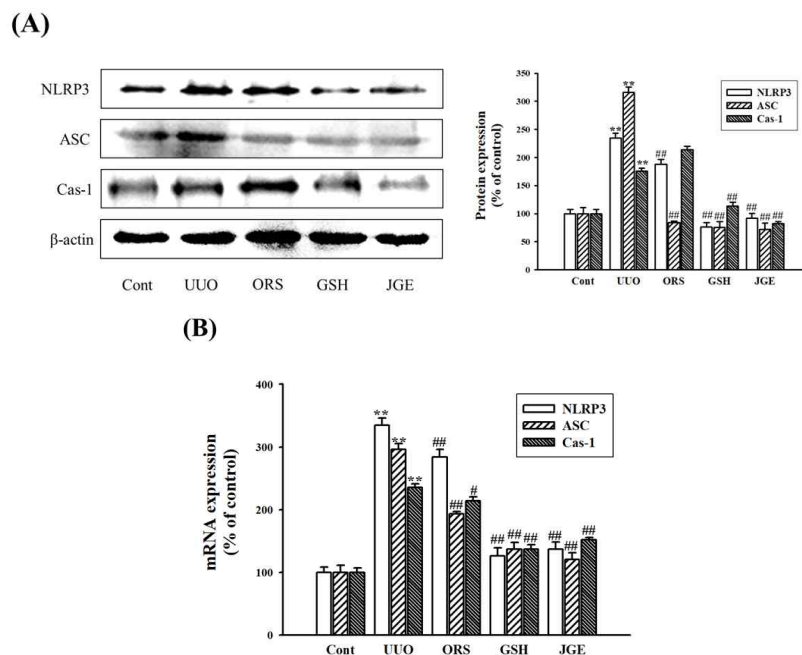 (A)
NLRP3
ASC
Cas-1
β-actin
Cont UUO ORS GSH JGE
Protein expression
(% of control)
350
300
250
200
150
100
50
0
** ** **
## ##
## ## ##
## ## ##
NLRP3
ASC
Cas-1
Cont UUO ORS GSH JGE
(B)
mRNA expression
(% of control)
400
300
200
100
0
** ** **
## ## #
## ## ##
## ## ##
NLRP3
ASC
Cas-1
Cont UUO ORS GSH JGE